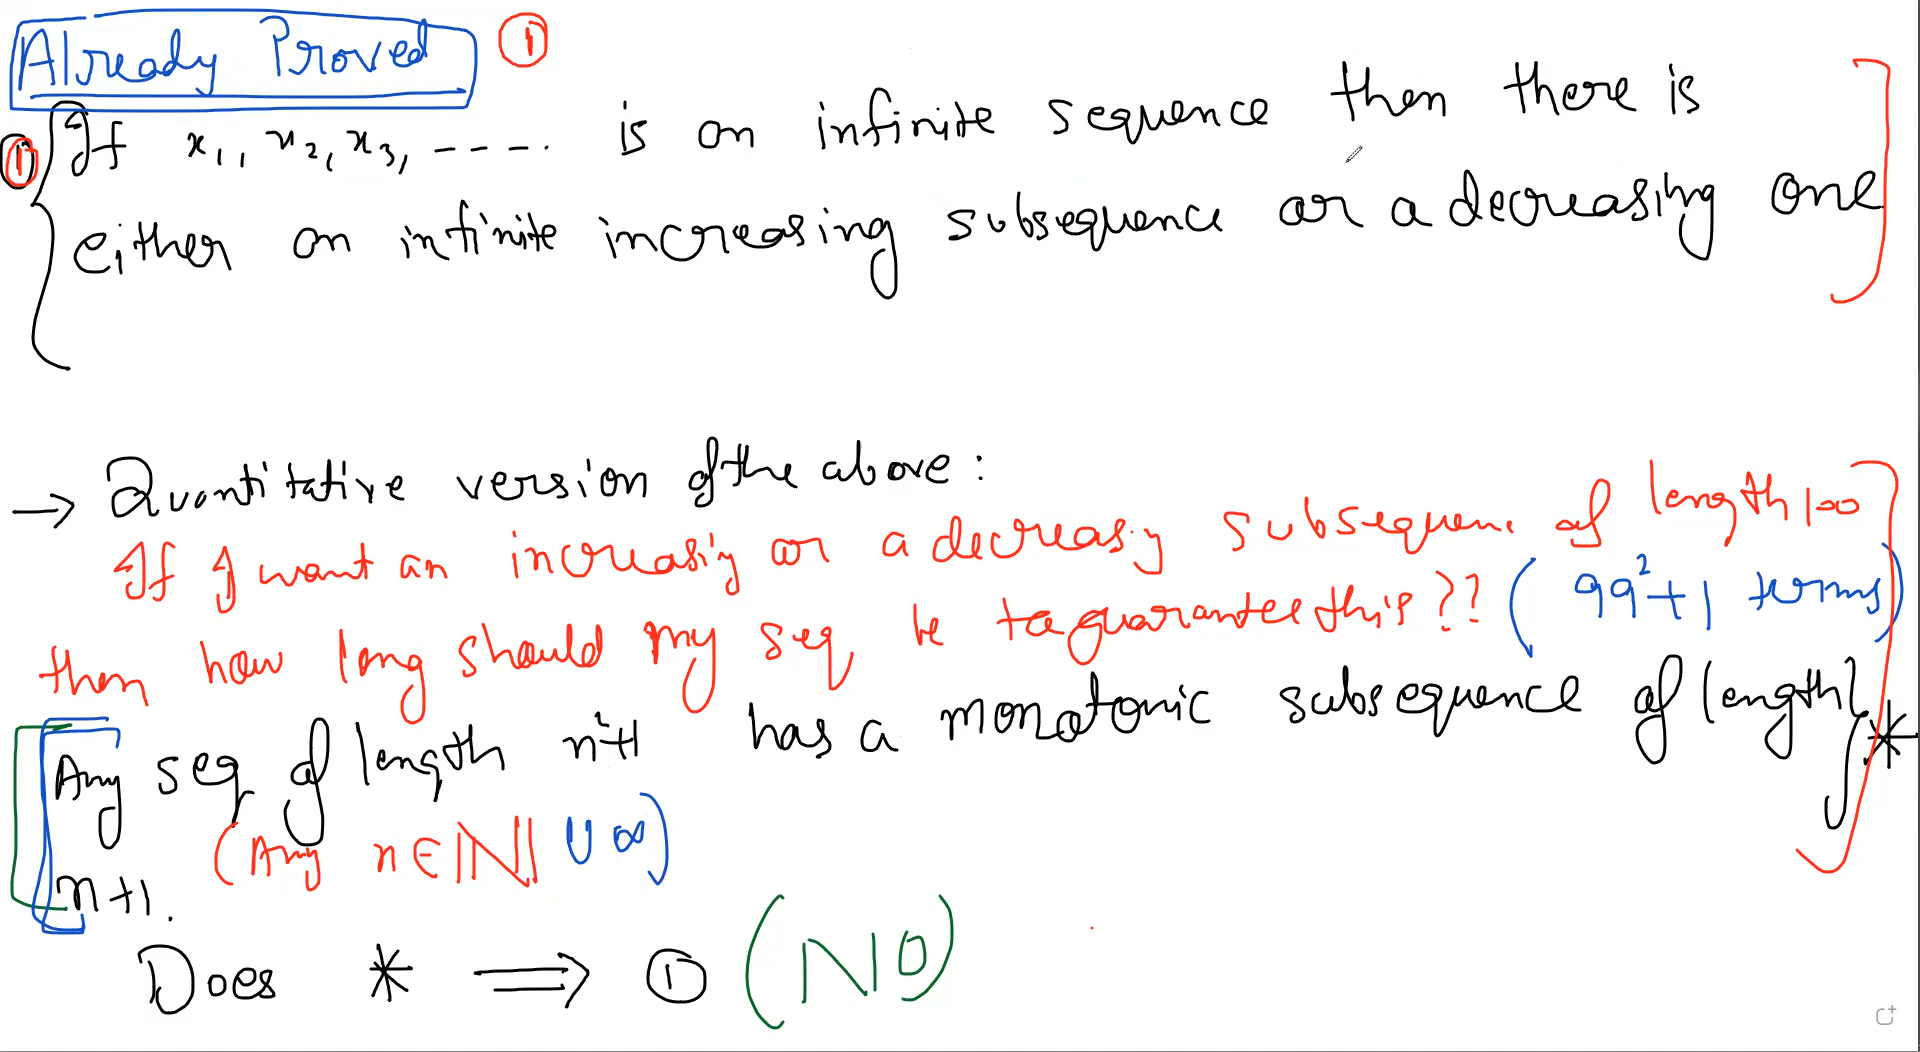 Already Proved ①
① If x₁, x₂, x₃, ---- is an infinite sequence then there is
either an infinite increasing subsequence or a decreasing one
→ Quantitative version of the above:
If I want an increasing or a decreasing subsequence of length 100
then how long should my seq be to guarantee this?? (99²+1 terms)
Any seq of length n²+1 has a monotonic subsequence of length *
n+1. (Any n∈ℕ ∪ ∞)
Does * ⟹ ① (NO)